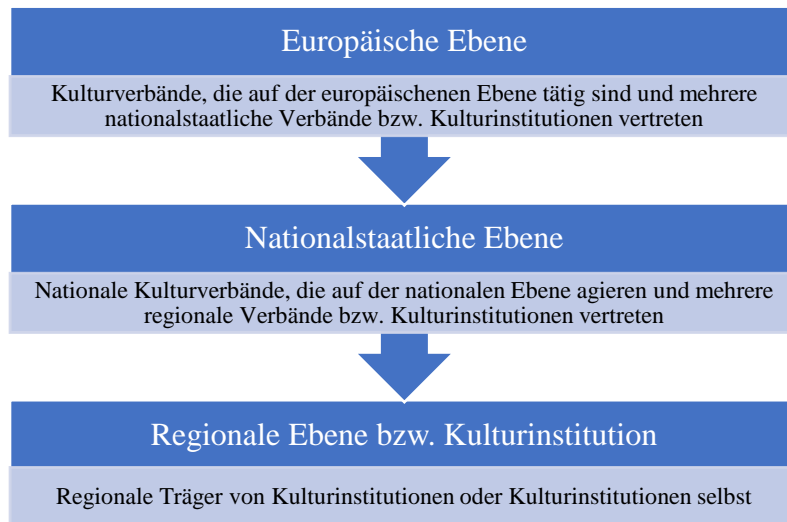 Europäische Ebene
Kulturverbände, die auf der europäischenen Ebene tätig sind und mehrere
nationalstaatliche Verbände bzw. Kulturinstitutionen vertreten
Nationalstaatliche Ebene
Nationale Kulturverbände, die auf der nationalen Ebene agieren und mehrere
regionale Verbände bzw. Kulturinstitutionen vertreten
Regionale Ebene bzw. Kulturinstitution
Regionale Träger von Kulturinstitutionen oder Kulturinstitutionen selbst